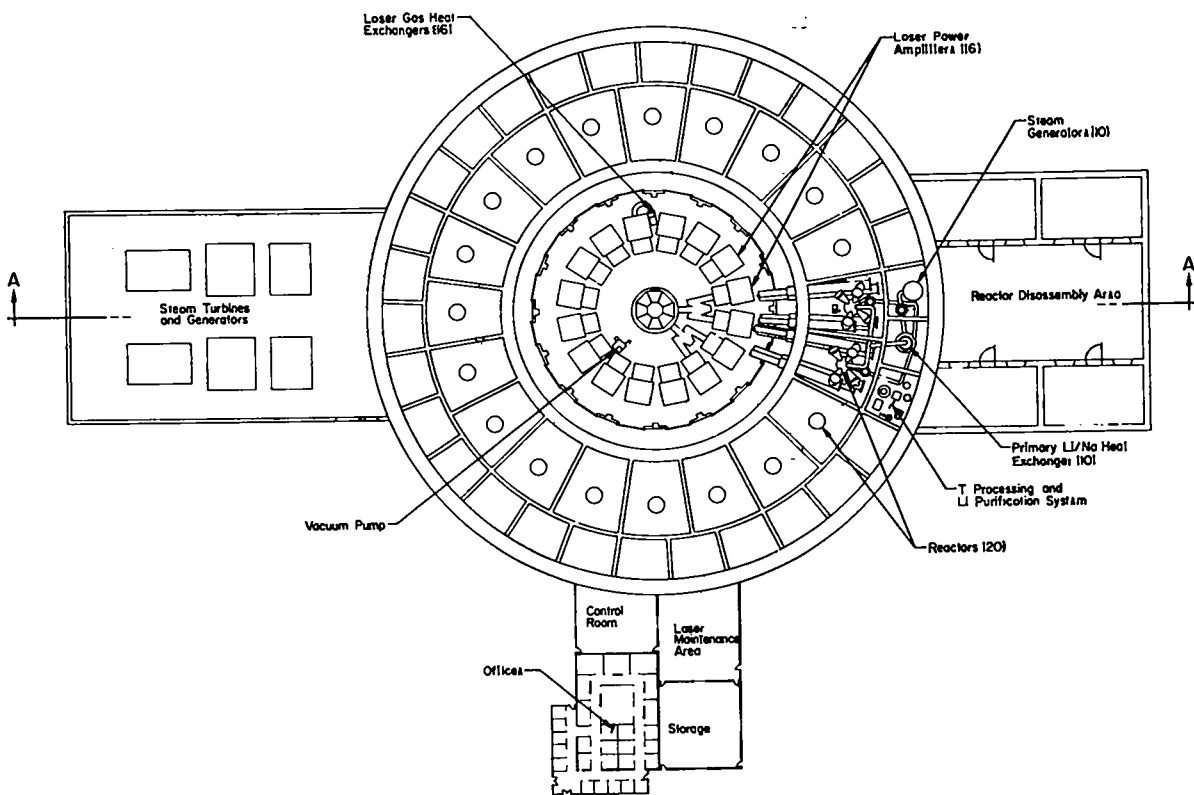 Loser Gas Heat
Exchangers (16)
Loser Power
Amplifiers (16)
Steam
Generators (10)
A
A
Steam Turbines
and Generators
Reactor Disassembly Area
Primary Li/Na Heat
Exchanger (10)
T Processing and
Li Purification System
Vacuum Pump
Reactors (20)
Control
Room
Laser
Maintenance
Area
Offices
Storage